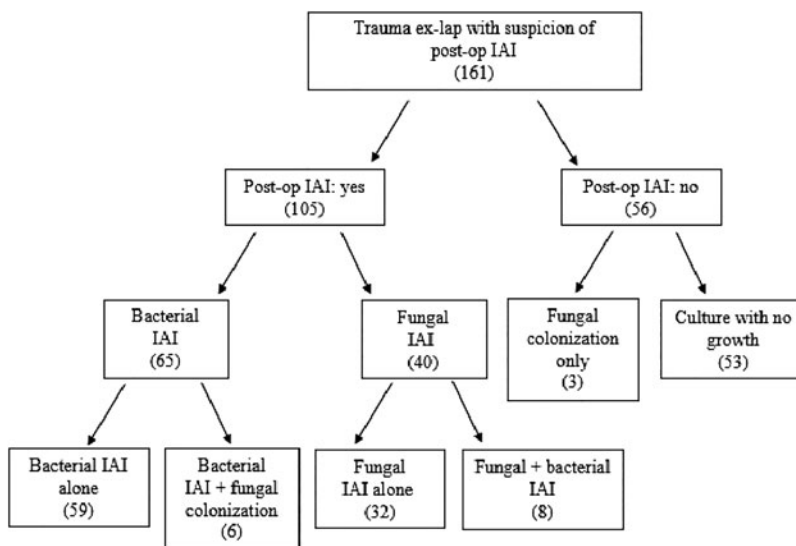 Trauma ex-lap with suspicion of
post-op IAI
(161)
Post-op IAI: yes
(105)
Post-op IAI: no
(56)
Bacterial
IAI
(65)
Fungal
IAI
(40)
Fungal
colonization
only
(3)
Culture with no
growth
(53)
Bacterial IAI
alone
(59)
Bacterial
IAI + fungal
colonization
(6)
Fungal
IAI alone
(32)
Fungal + bacterial
IAI
(8)